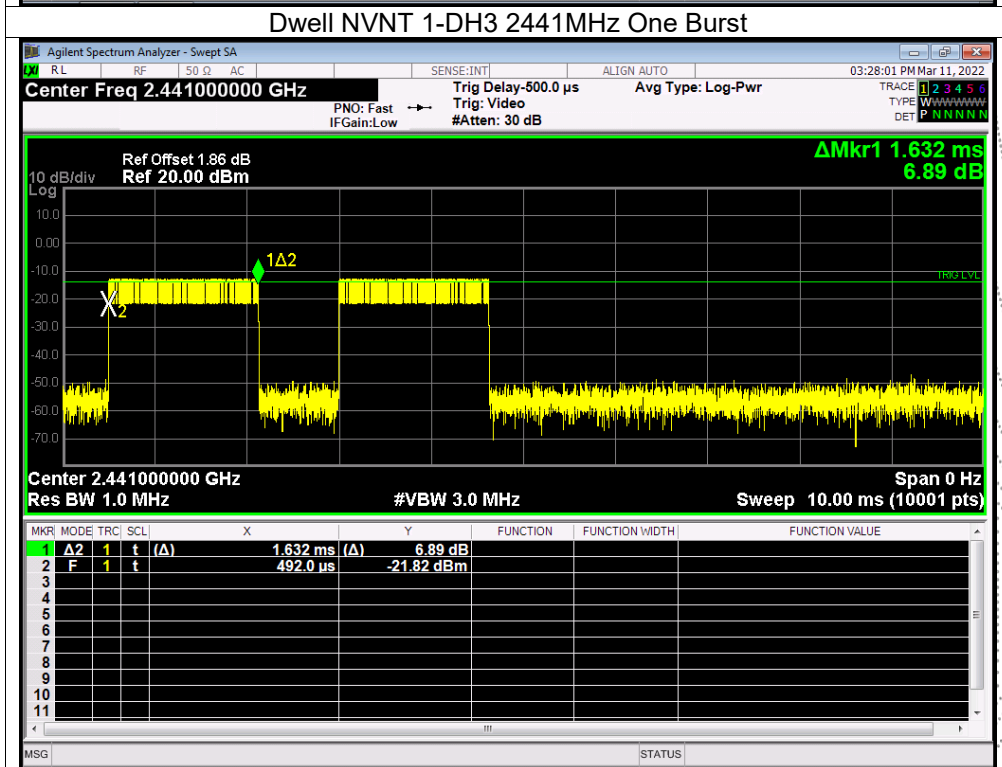 Dwell NVNT 1-DH3 2441MHz One Burst
Agilent Spectrum Analyzer - Swept SA
LXI RL RF 50 Ω AC SENSE:INT ALIGN AUTO 03:28:01 PM Mar 11, 2022
Center Freq 2.441000000 GHz Trig Delay-500.0 µs Avg Type: Log-Pwr TRACE 1 2 3 4 5 6
PNO: Fast Trig: Video TYPE WWWWWW
IFGain:Low #Atten: 30 dB DET P NNNNN
ΔMkr1 1.632 ms
6.89 dB
Ref Offset 1.86 dB
10 dB/div Ref 20.00 dBm
Log
10.0
0.00
1Δ2
-10.0
TRIG LVL
-20.0
X2
-30.0
-40.0
-50.0
-60.0
-70.0
Center 2.441000000 GHz Span 0 Hz
Res BW 1.0 MHz #VBW 3.0 MHz Sweep 10.00 ms (10001 pts)
MKR MODE TRC SCL X Y FUNCTION FUNCTION WIDTH FUNCTION VALUE
1 Δ2 1 t (Δ) 1.632 ms (Δ) 6.89 dB
2 F 1 t 492.0 µs -21.82 dBm
3
4
5
6
7
8
9
10
11
MSG STATUS